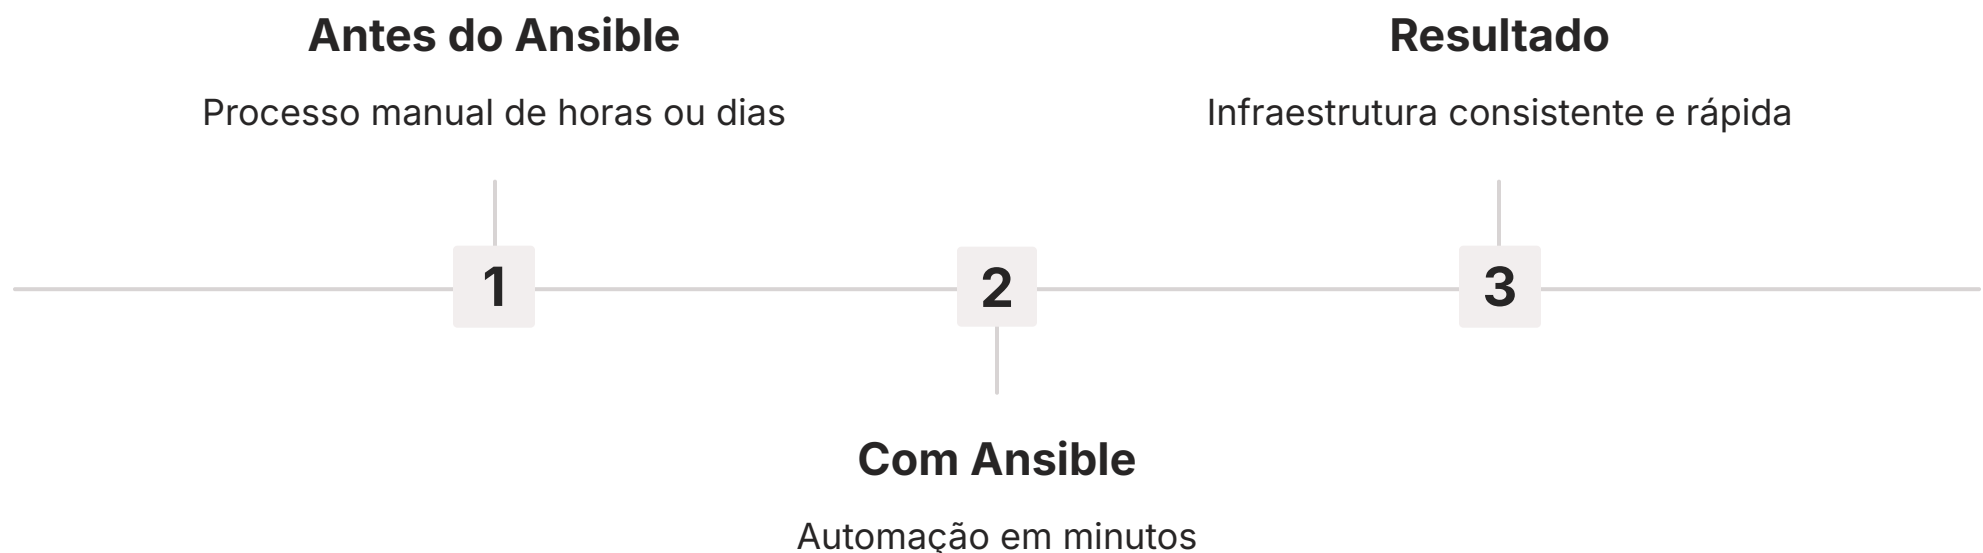 Antes do Ansible
Processo manual de horas ou dias
1
2
Com Ansible
Automação em minutos
Resultado
Infraestrutura consistente e rápida
3